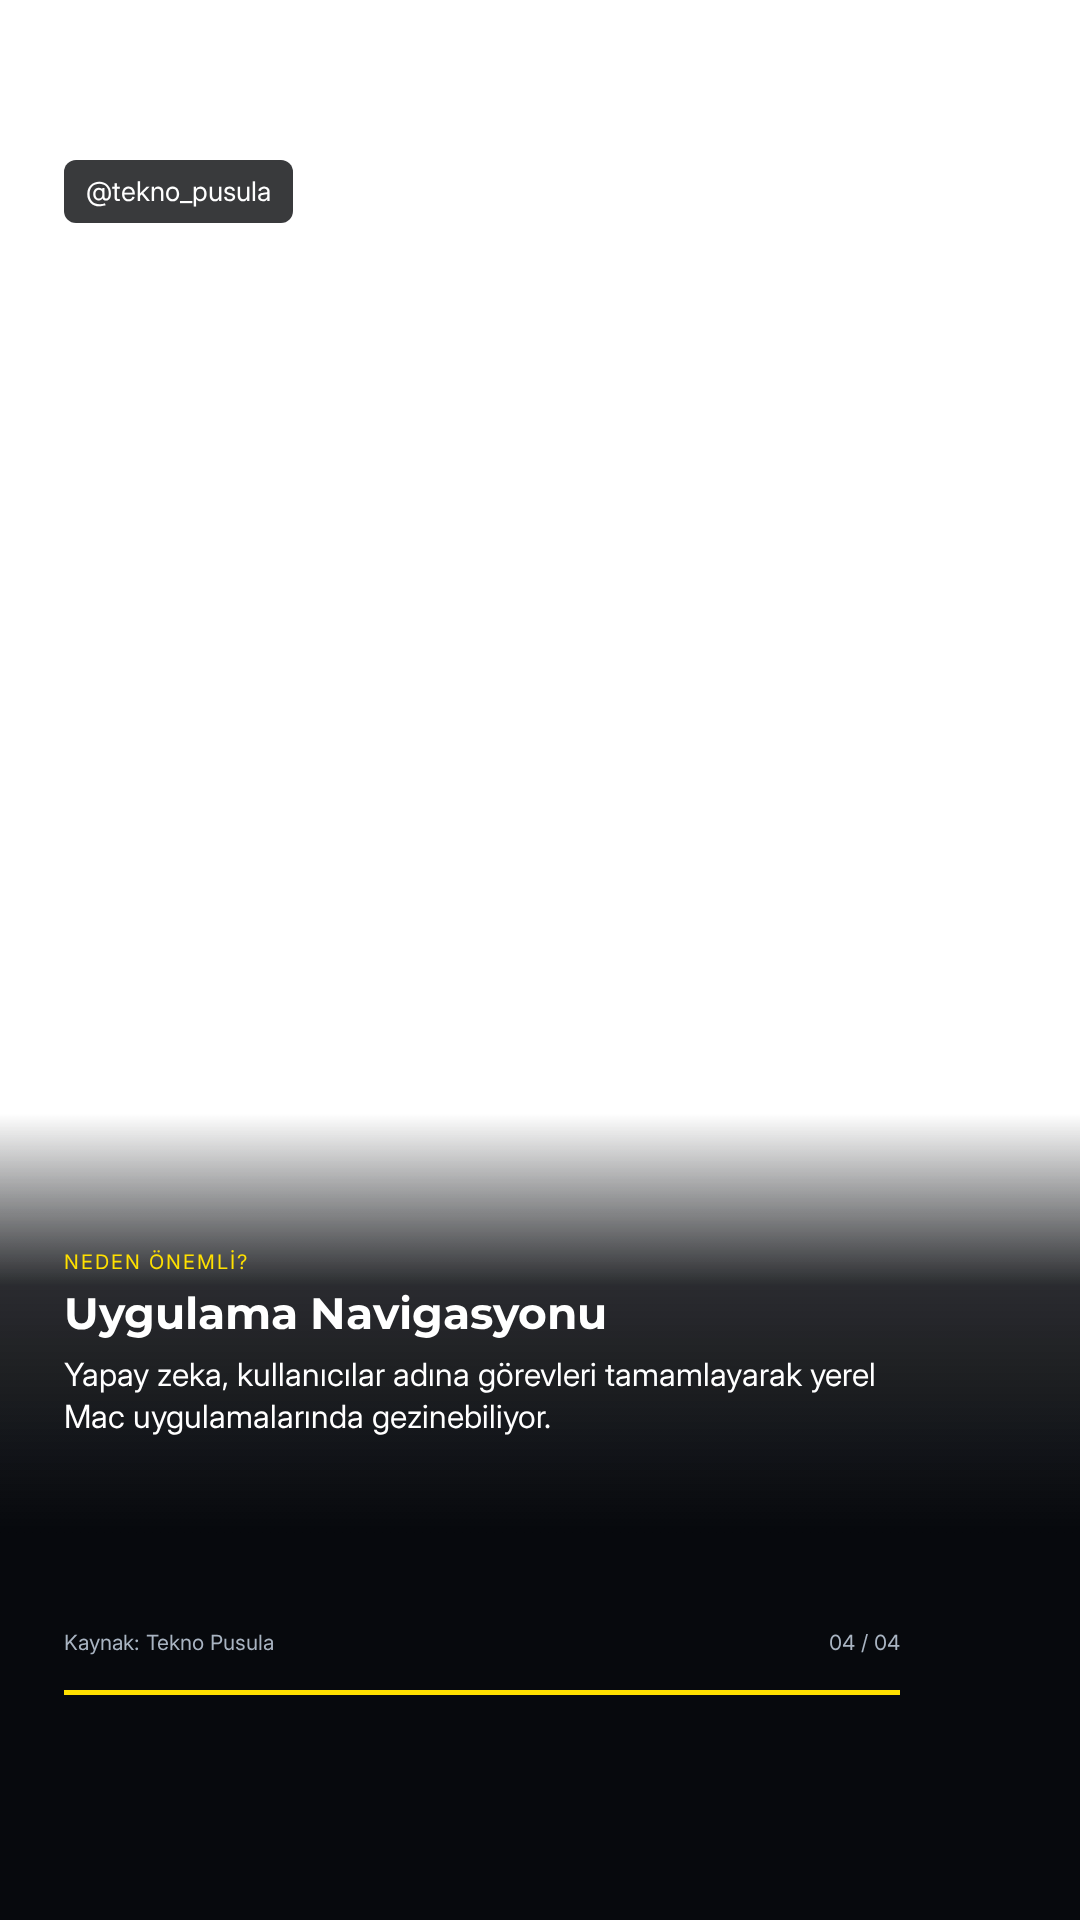 @tekno_pusula
NEDEN ÖNEMLİ?
Uygulama Navigasyonu
Yapay zeka, kullanıcılar adına görevleri tamamlayarak yerel
Mac uygulamalarında gezinebiliyor.
Kaynak: Tekno Pusula
04 / 04